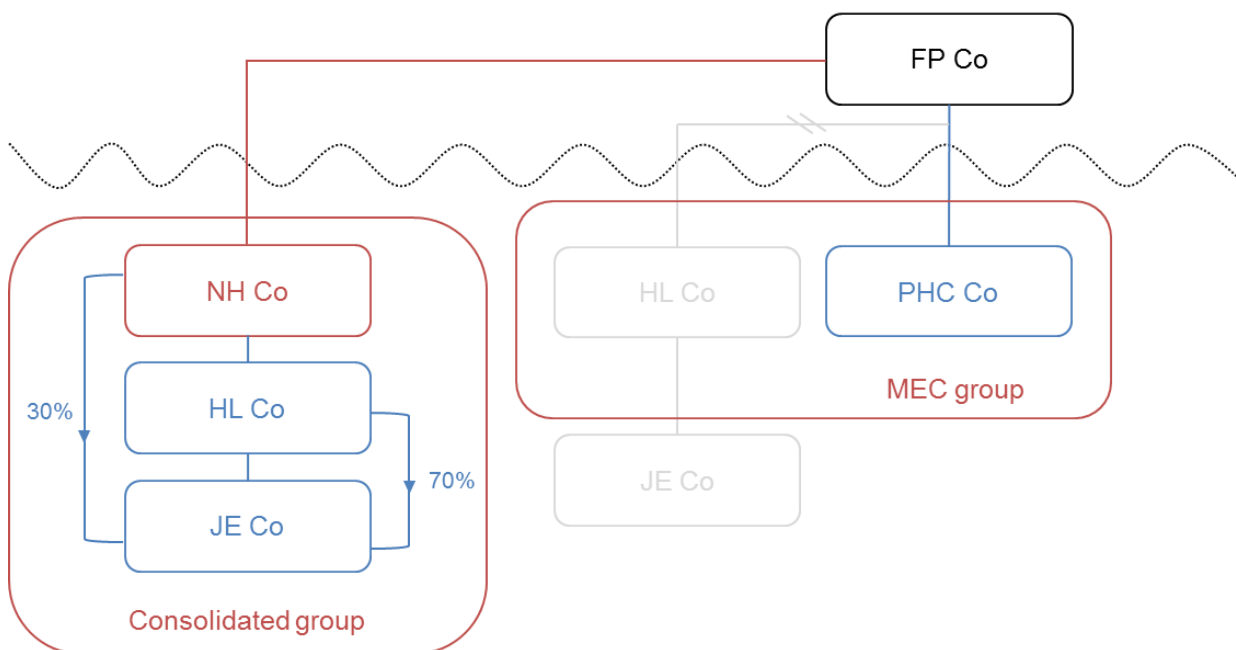 FP Co
NH Co
HL Co
PHC Co
MEC group
HL Co
30%
70%
JE Co
JE Co
Consolidated group